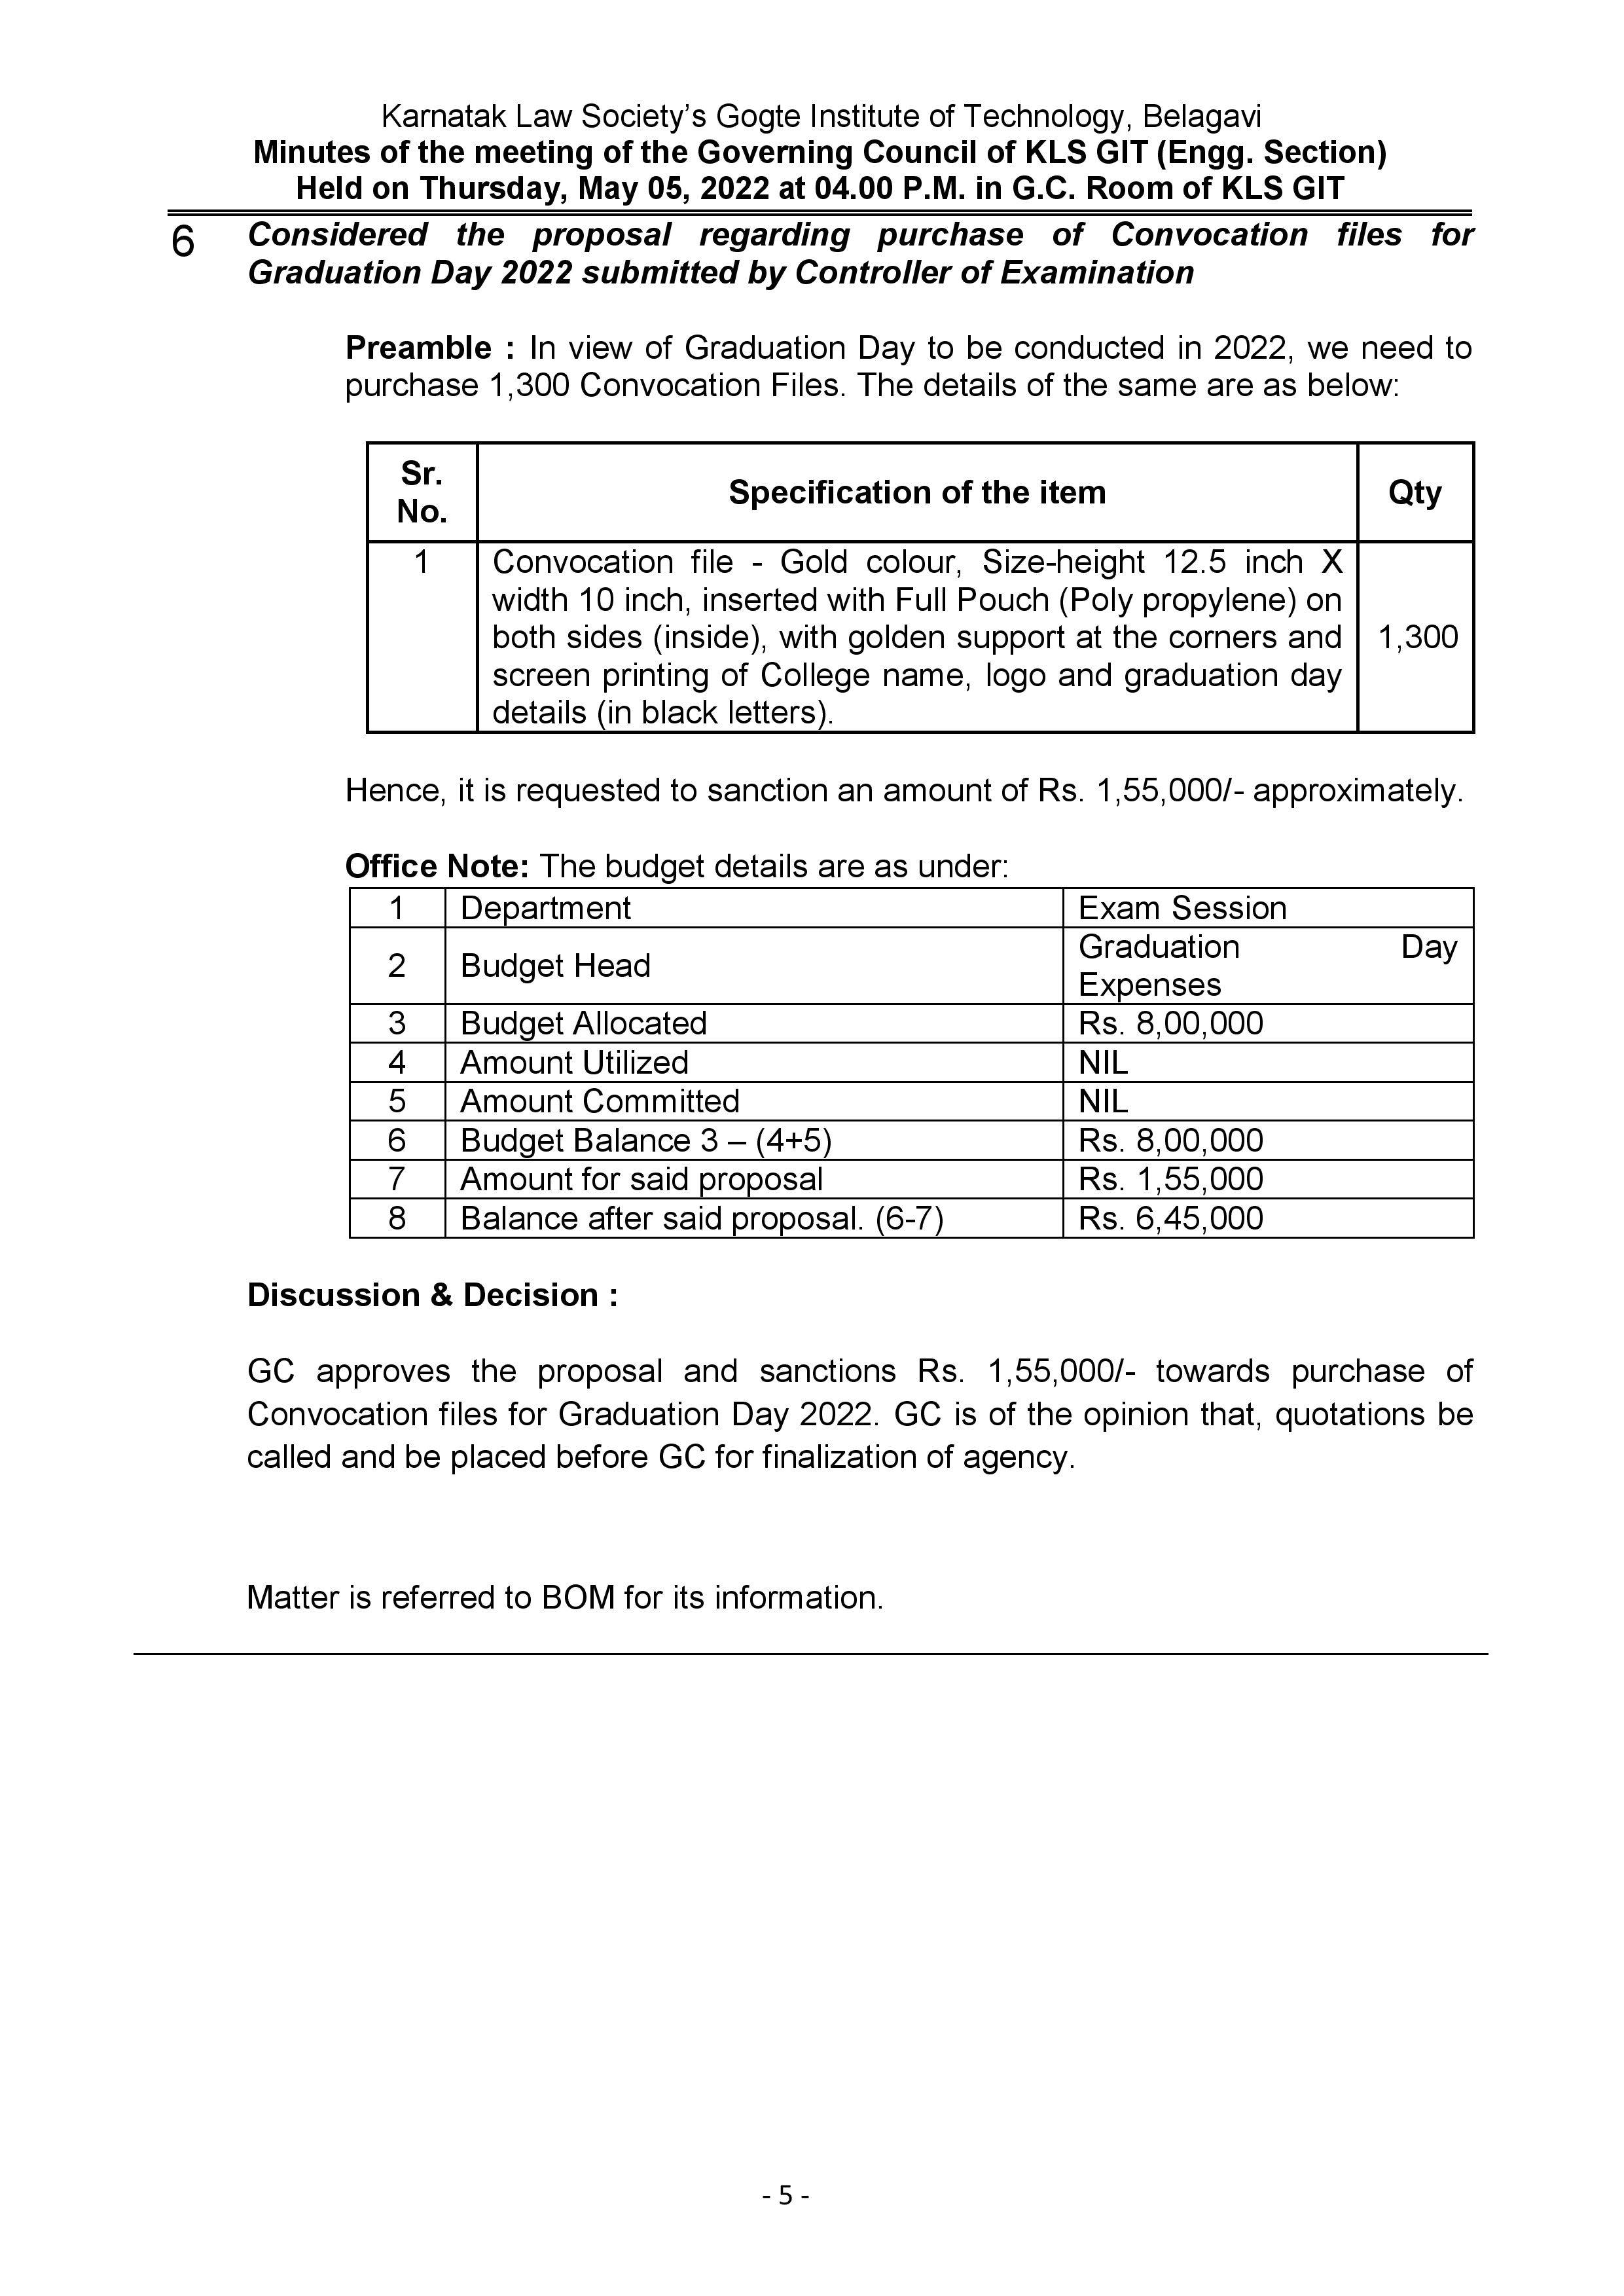 Karnatak Law Society’s Gogte Institute of Technology, Belagavi
Minutes of the meeting of the Governing Council of KLS GIT (Engg. Section)
Held on Thursday, May 05, 2022 at 04.00 P.M. in G.C. Room of KLS GIT
6 Considered the proposal regarding purchase of Convocation files for
Graduation Day 2022 submitted by Controller of Examination
Preamble : In view of Graduation Day to be conducted in 2022, we need to
purchase 1,300 Convocation Files. The details of the same are as below:
Sr.
No.
Specification of the item
Qty
1
Convocation file - Gold colour, Size-height 12.5 inch X
width 10 inch, inserted with Full Pouch (Poly propylene) on
both sides (inside), with golden support at the corners and
screen printing of College name, logo and graduation day
details (in black letters).
1,300
Hence, it is requested to sanction an amount of Rs. 1,55,000/- approximately.
Office Note: The budget details are as under:
1 Department Exam Session
2 Budget Head Graduation Day
Expenses
3 Budget Allocated Rs. 8,00,000
4 Amount Utilized NIL
5 Amount Committed NIL
6 Budget Balance 3 – (4+5) Rs. 8,00,000
7 Amount for said proposal Rs. 1,55,000
8 Balance after said proposal. (6-7) Rs. 6,45,000
Discussion & Decision :
GC approves the proposal and sanctions Rs. 1,55,000/- towards purchase of
Convocation files for Graduation Day 2022. GC is of the opinion that, quotations be
called and be placed before GC for finalization of agency.
Matter is referred to BOM for its information.
- 5 -